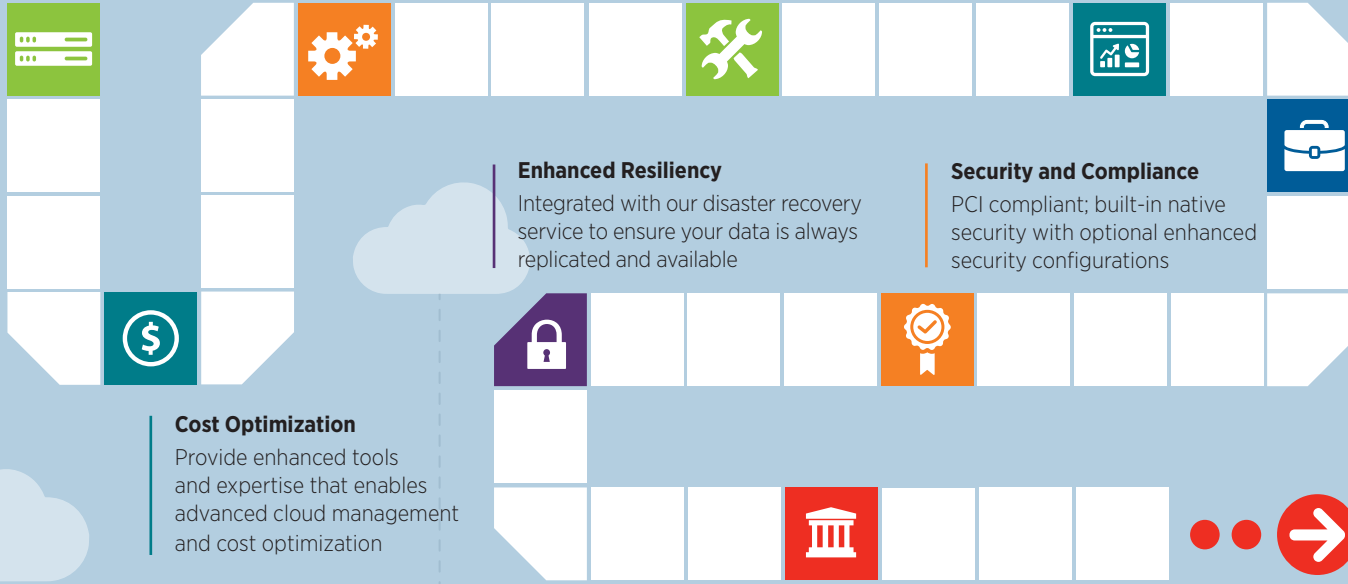 Enhanced Resiliency
Integrated with our disaster recovery
service to ensure your data is always
replicated and available
Security and Compliance
PCI compliant; built-in native
security with optional enhanced
security configurations
$
Cost Optimization
Provide enhanced tools
and expertise that enables
advanced cloud management
and cost optimization